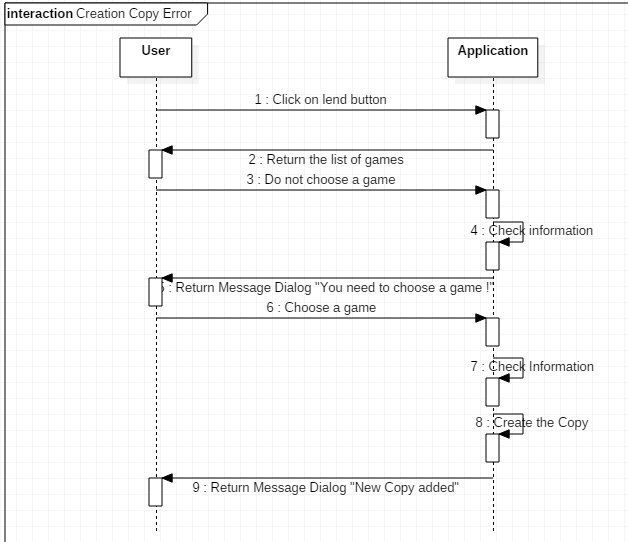 interaction Creation Copy Error
User
Application
1 : Click on lend button
2 : Return the list of games
3 : Do not choose a game
4 : Check information
5 : Return Message Dialog "You need to choose a game !"
6 : Choose a game
7 : Check Information
8 : Create the Copy
9 : Return Message Dialog "New Copy added"